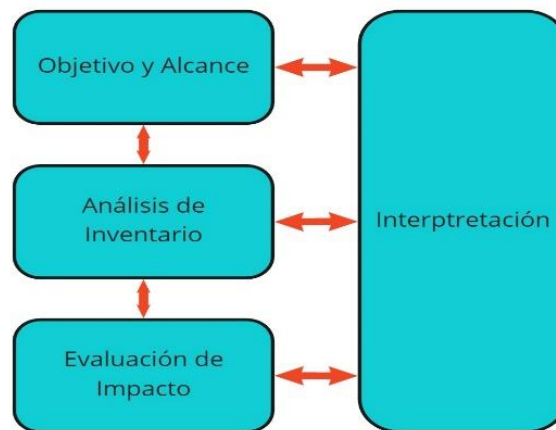 Objetivo y Alcance
Análisis de
Inventario
Evaluación de
Impacto
Interptretación